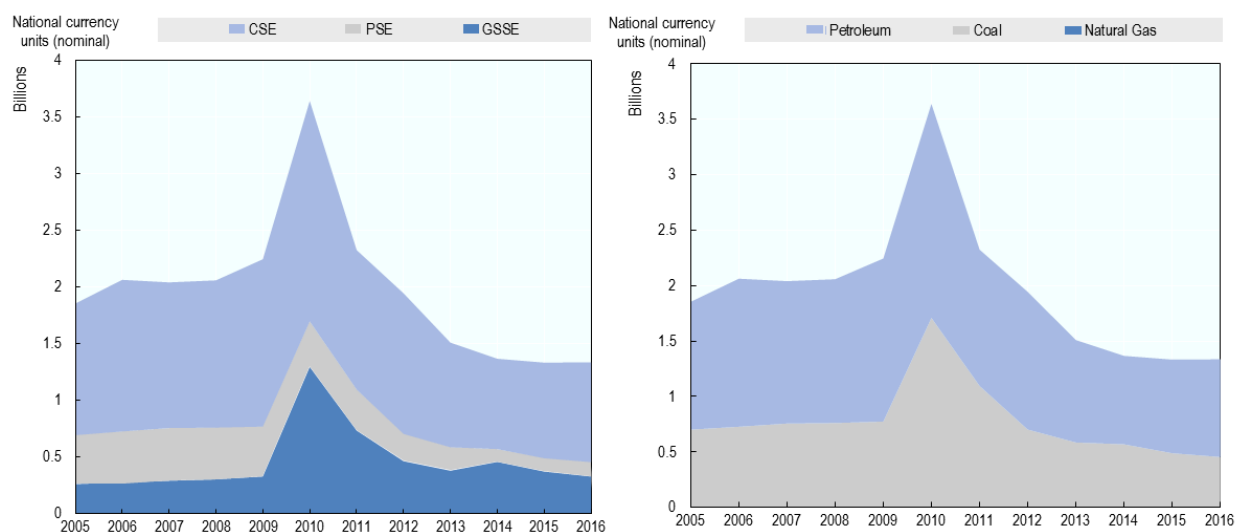 National currency units (nominal)
CSE PSE GSSE
Billions
4
3.5
3
2.5
2
1.5
1
0.5
0
2005 2006 2007 2008 2009 2010 2011 2012 2013 2014 2015 2016
National currency units (nominal)
Petroleum Coal Natural Gas
Billions
4
3.5
3
2.5
2
1.5
1
0.5
0
2005 2006 2007 2008 2009 2010 2011 2012 2013 2014 2015 2016